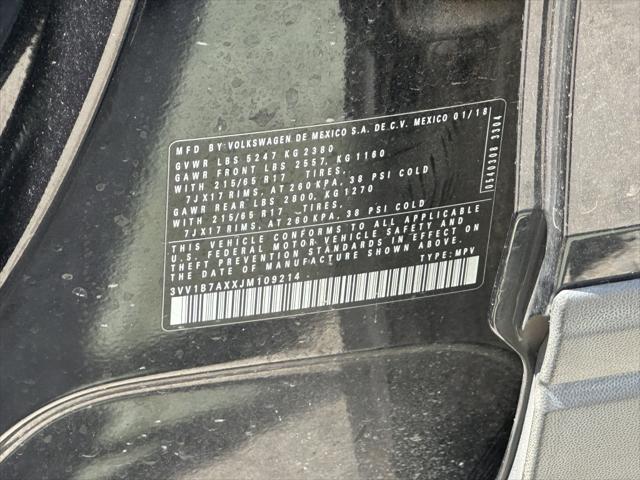 MFD BY VOLKSWAGEN DE MEXICO S.A. DE C.V. MEXICO 01/18
GVWR LBS 5247 KG 2380
GAWR FRONT LBS 2557, KG 1160
WITH 215/65 R17 TIRES,
7JX17 RIMS, AT 260 KPA, 38 PSI COLD
GAWR REAR LBS 2800, KG 1270
WITH 215/65 R17, TIRES,
7JX17 RIMS, AT 260 KPA, 38 PSI COLD
THIS VEHICLE CONFORMS TO ALL APPLICABLE
U.S. FEDERAL MOTOR VEHICLE SAFETY AND
THEFT PREVENTION STANDARDS IN EFFECT ON
THE DATE OF MANUFACTURE SHOWN ABOVE.
3VV1B7AXXJM109214 TYPE: MPV
0540308 3304